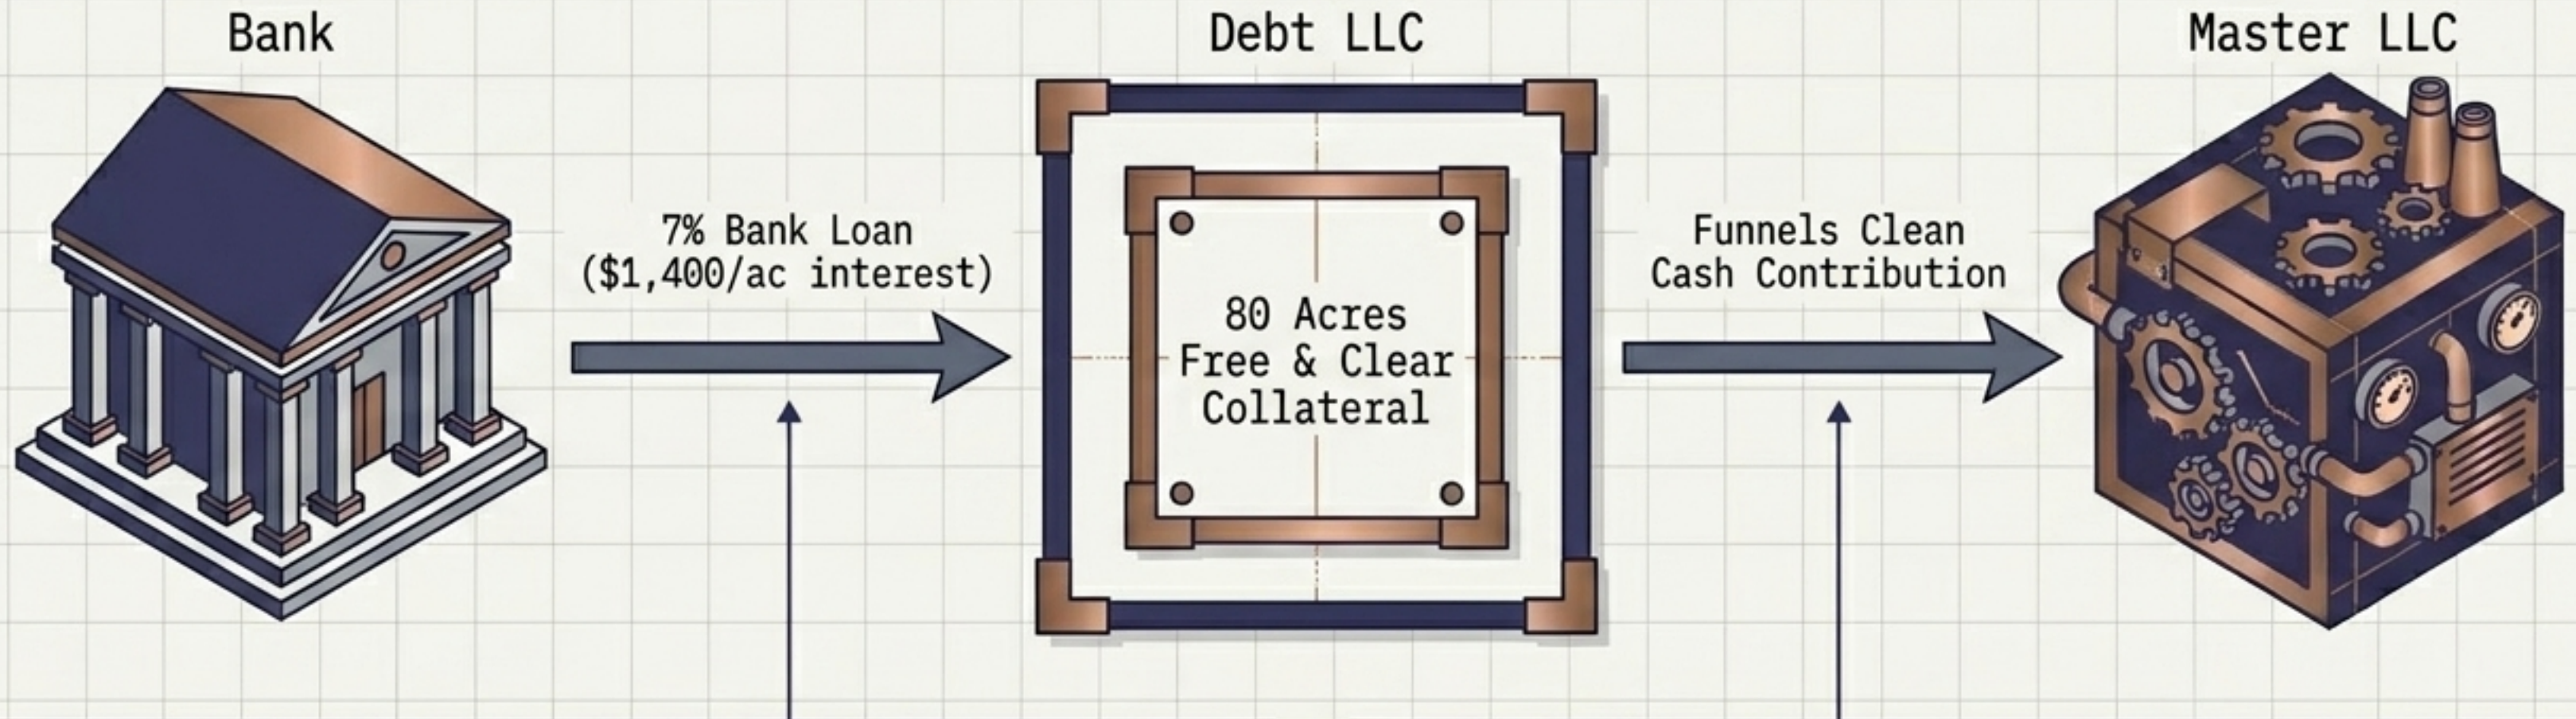 Bank
Debt LLC
Master LLC
7% Bank Loan
($1,400/ac interest)
80 Acres
Free & Clear
Collateral
Funnels Clean
Cash Contribution